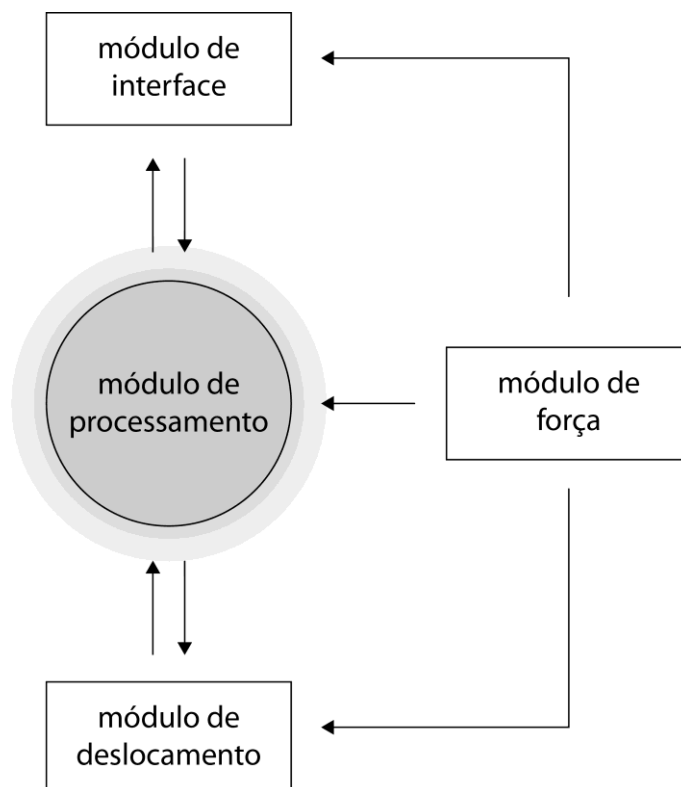 módulo de
interface
módulo de
processamento
módulo de
força
módulo de
deslocamento